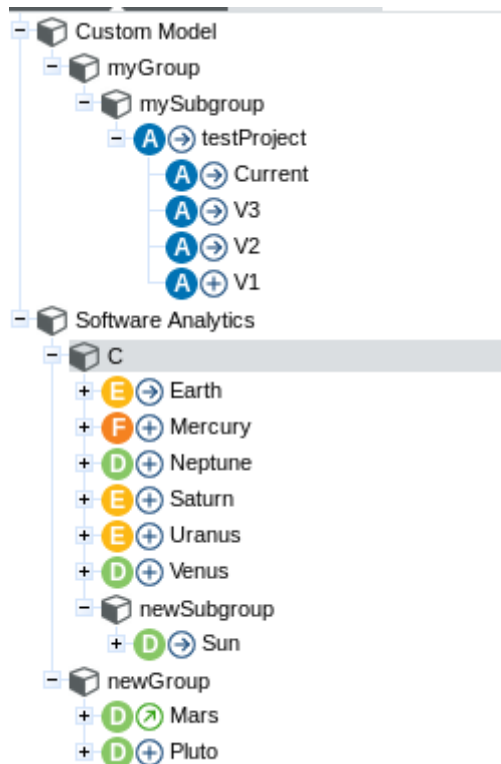 Custom Model
myGroup
mySubgroup
A testProject
A Current
A V3
A V2
A V1
Software Analytics
C
E Earth
F Mercury
D Neptune
E Saturn
E Uranus
D Venus
newSubgroup
D Sun
newGroup
D Mars
D Pluto